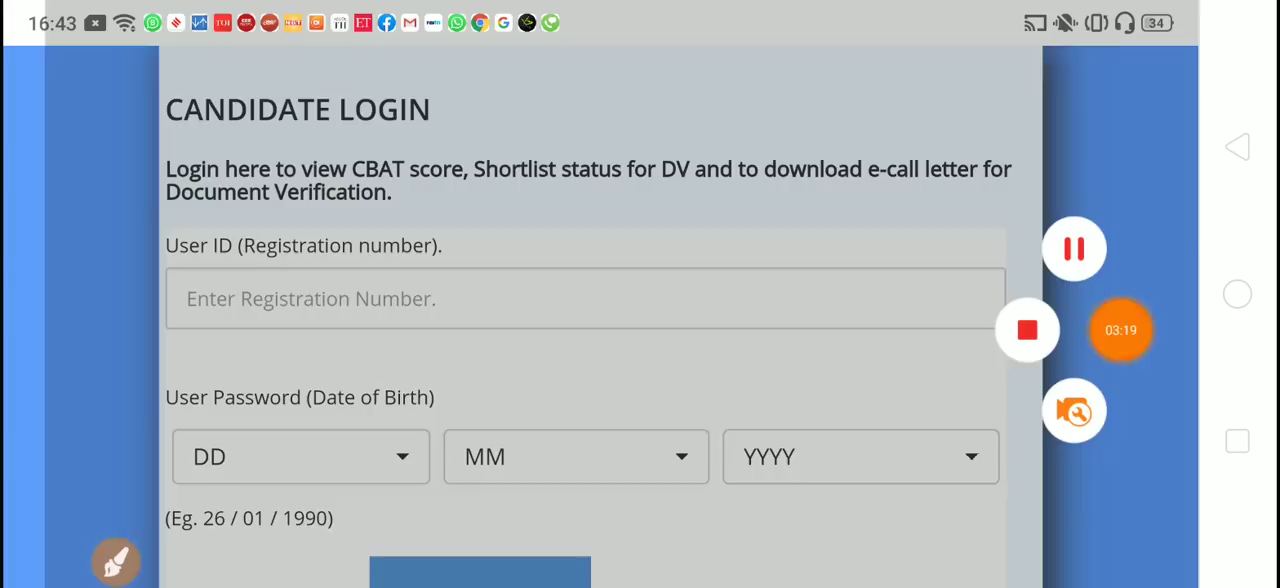 16:43
34
CANDIDATE LOGIN
Login here to view CBAT score, Shortlist status for DV and to download e-call letter for
Document Verification.
User ID (Registration number).
Enter Registration Number.
03:19
User Password (Date of Birth)
DD MM YYYY
(Eg. 26 / 01 / 1990)